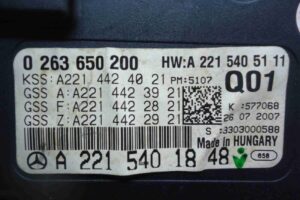 0 263 650 200 HW:A 221 540 51 11
KSS:A221 442 40 21 PM:5107 Q01
GSS A:A221 442 39 21
GSS F:A221 442 28 21 K :577068
GSS Z:A221 442 29 21 26 07 2007
S :3303000588
Made in HUNGARY
A 221 540 18 48 658